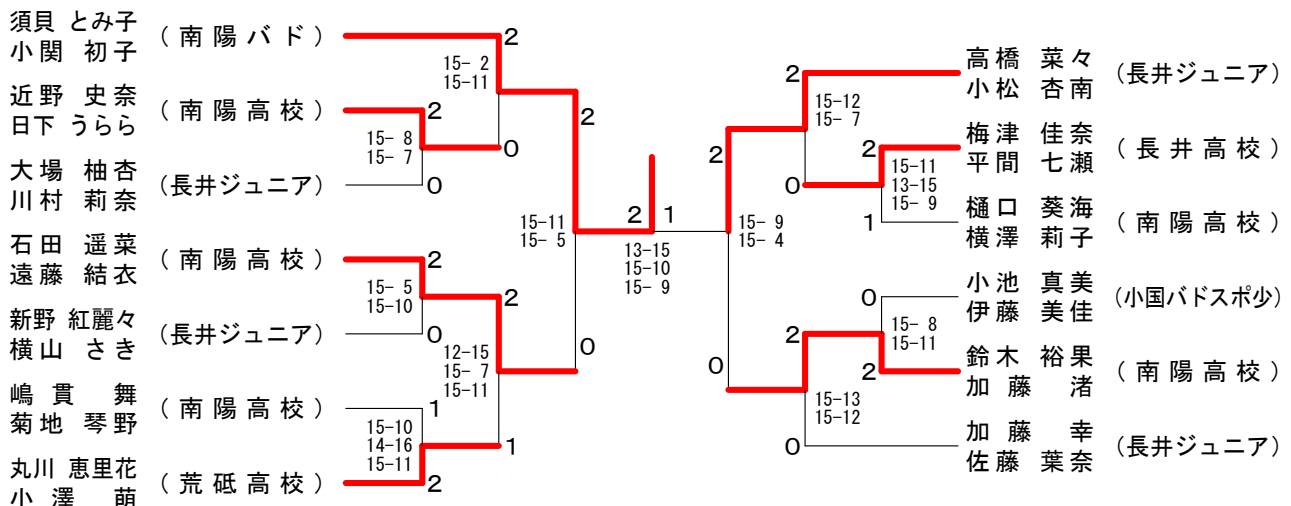 須貝 とみ子
小関 初子
(南陽バド)
2
15- 2
15-11
近野 史奈
日下 うらら
(南陽高校)
2
15- 8
15- 7
0
大場 柚杏
川村 莉奈
(長井ジュニア)
0
2
15-11
15- 5
石田 遥菜
遠藤 結衣
(南陽高校)
2
15- 5
15-10
2
新野 紅麗々
横山 さき
(長井ジュニア)
0
12-15
15- 7
15-11
0
嶋貫 舞
菊地 琴野
(南陽高校)
1
15-10
14-16
15-11
1
丸川 恵里花
小澤 萌
(荒砥高校)
2
2
1
13-15
15-10
15- 9
高橋 菜々
小松 杏南
(長井ジュニア)
2
15-12
15- 7
梅津 佳奈
平間 七瀬
(長井高校)
2
15-11
13-15
15- 9
0
樋口 葵海
横澤 莉子
(南陽高校)
1
2
15- 9
15- 4
小池 真美
伊藤 美佳
(小国バドスポ少)
0
15- 8
15-11
2
鈴木 裕果
加藤 渚
(南陽高校)
2
0
15-13
15-12
加藤 幸
佐藤 葉奈
(長井ジュニア)
0